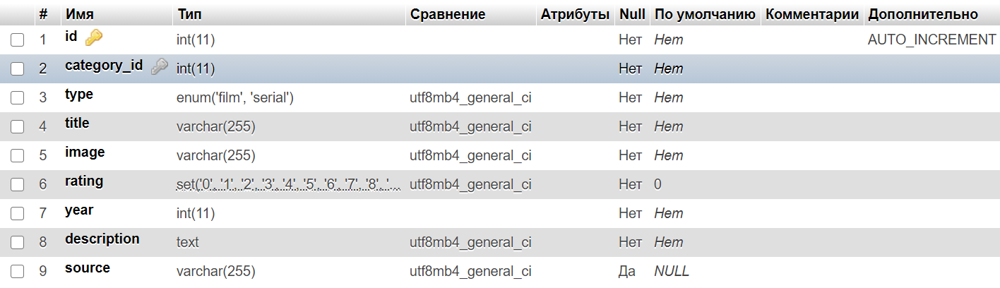 # Имя Тип Сравнение Атрибуты Null По умолчанию Комментарии Дополнительно
1 id int(11) Нет Нет AUTO_INCREMENT
2 category_id int(11) Нет Нет
3 type enum('film', 'serial') utf8mb4_general_ci Нет Нет
4 title varchar(255) utf8mb4_general_ci Нет Нет
5 image varchar(255) utf8mb4_general_ci Нет Нет
6 rating set('0', '1', '2', '3', '4', '5', '6', '7', '8', '... utf8mb4_general_ci Нет 0
7 year int(11) Нет Нет
8 description text utf8mb4_general_ci Нет Нет
9 source varchar(255) utf8mb4_general_ci Да NULL